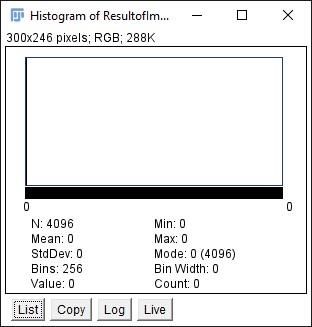 Histogram of ResultofIm...
300x246 pixels; RGB; 288K
0 0
N: 4096 Min: 0
Mean: 0 Max: 0
StdDev: 0 Mode: 0 (4096)
Bins: 256 Bin Width: 0
Value: 0 Count: 0
List Copy Log Live